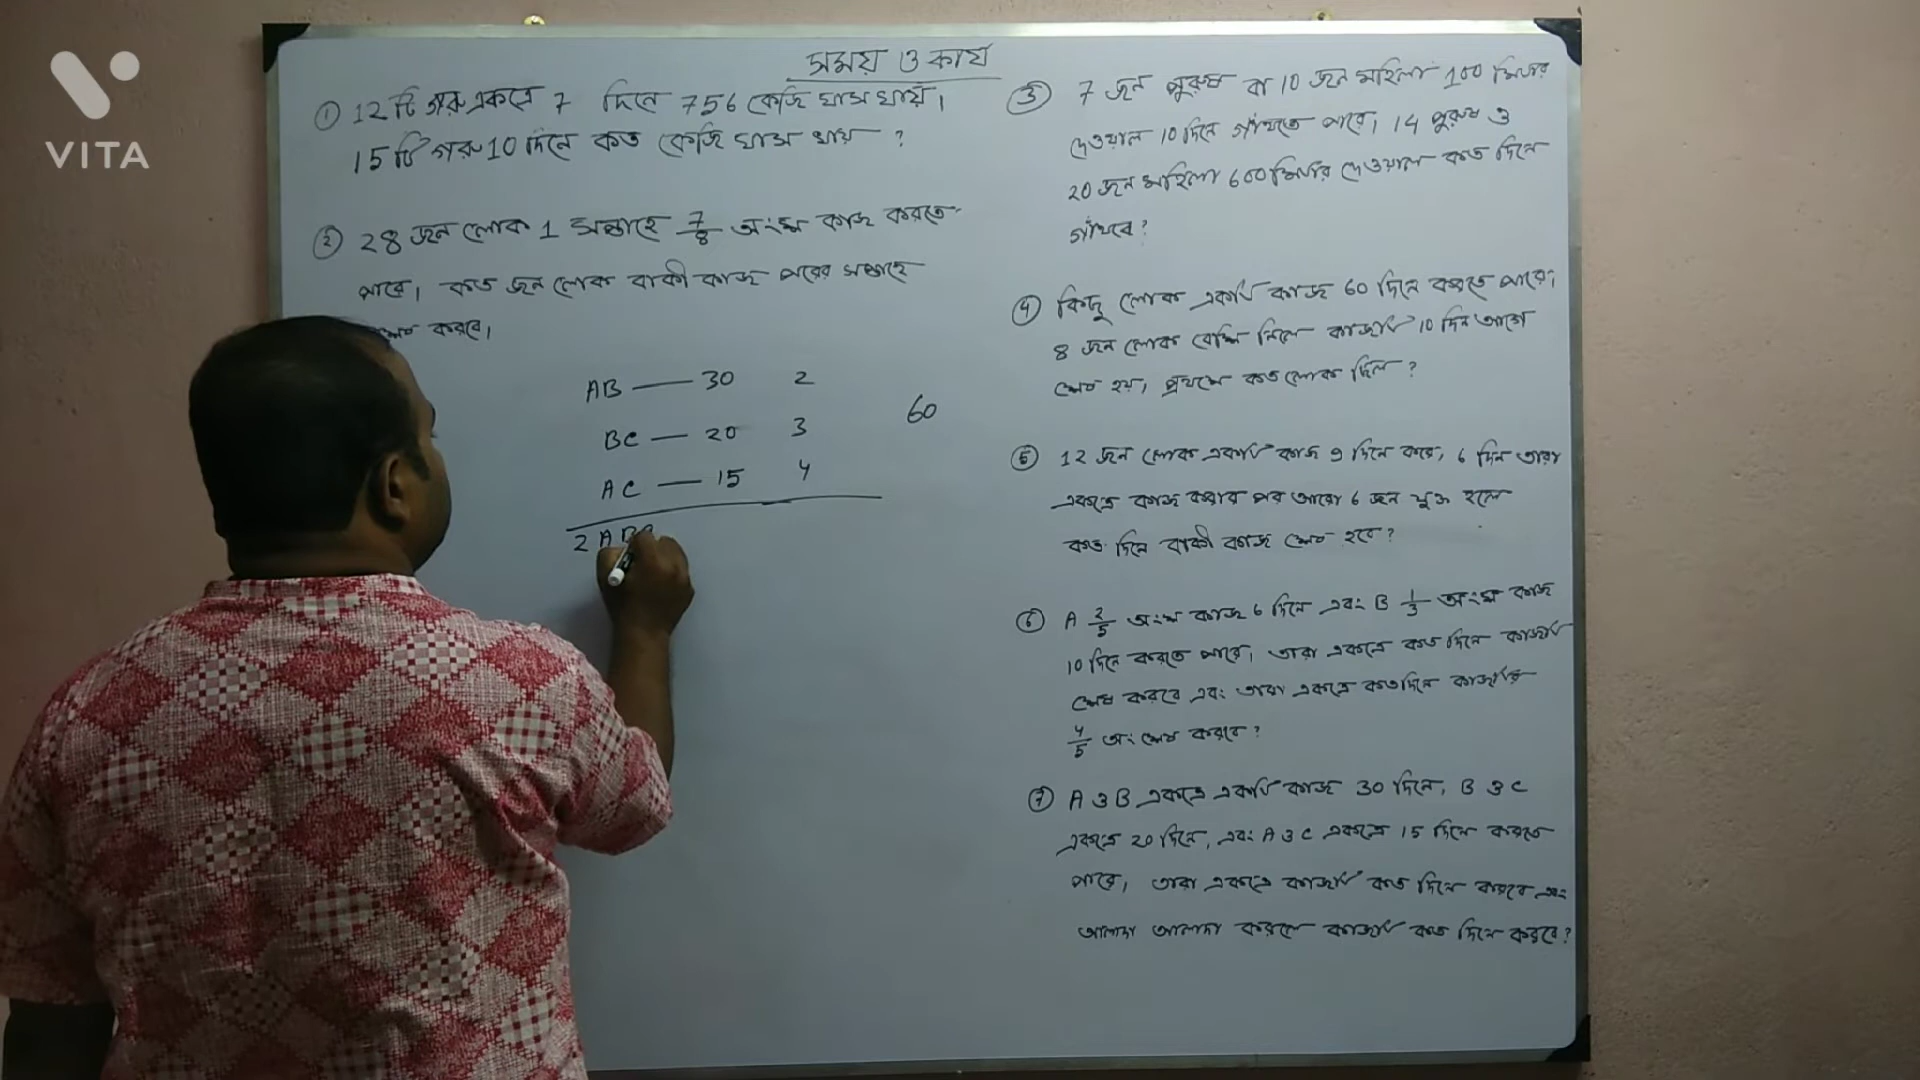 VITA
সময় ও কার্য
① 12 টি গরু একত্রে 7 দিনে 756 কেজি ঘাস খায়।
15 টি গরু 10 দিনে কত কেজি ঘাস খায় ?
② 28 জন লোক 1 সপ্তাহে 7/8 অংশ কাজ করতে
পারে। কত জন লোক বাকী কাজ পরের সপ্তাহে
শেষ করবে।
AB — 30 2
60
BC — 20 3
AC — 15 4
2 AB
③ 7 জন পুরুষ বা 10 জন মহিলা 100 মিটার
দেওয়াল 10 দিনে গাঁথতে পারে। 14 পুরুষ ও
20 জন মহিলা 600 মিটার দেওয়াল কত দিনে
গাঁথবে?
④ কিছু লোক একটি কাজ 60 দিনে করতে পারে।
8 জন লোক বেশি নিলে কাজটি 10 দিন আগে
শেষ হয়। প্রথমে কত লোক ছিল ?
⑤ 12 জন লোক একটি কাজ 9 দিনে করে, 6 দিন তারা
একত্রে কাজ করার পর আরো 6 জন যুক্ত হলে
কত দিনে বাকী কাজ শেষ হবে?
⑥ A 2/5 অংশ কাজ 6 দিনে এবং B 1/3 অংশ কাজ
10 দিনে করতে পারে। তারা একত্রে কত দিনে কাজটি
শেষ করবে এবং তারা একত্রে কতদিনে কাজটির
4/5 অং শেষ করবে?
⑦ A ও B একত্রে একটি কাজ 30 দিনে, B ও C
একত্রে 20 দিনে, এবং A ও C একত্রে 15 দিনে করতে
পারে। তারা একত্রে কাজটি কত দিনে করবে এবং
আলাদা আলাদা করলে কাজটি কত দিনে করবে?